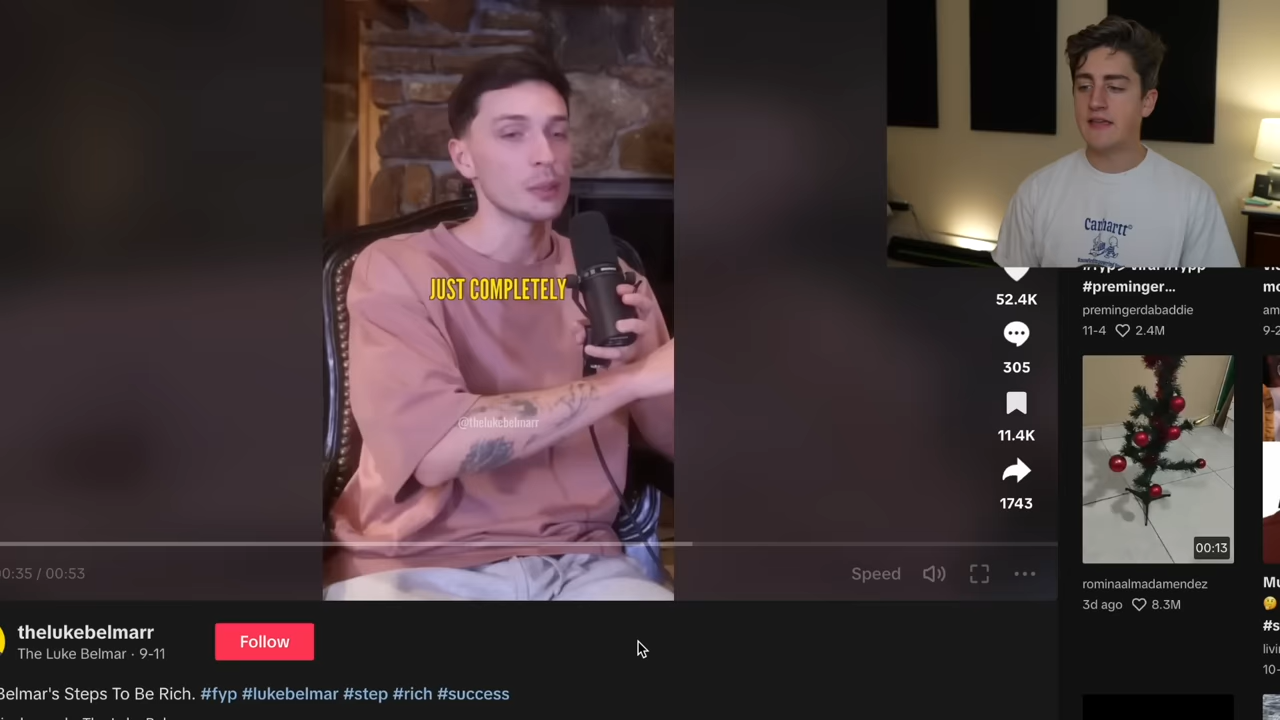 JUST COMPLETELY
@thelukebelmarr
Carhartt
52.4K
305
11.4K
1743
00:35 / 00:53
Speed
thelukebelmarr
The Luke Belmar · 9-11
Follow
Belmar's Steps To Be Rich. #fyp #lukebelmar #step #rich #success
#preminger...
premingerdabaddie
11-4 2.4M
00:13
rominaalmadamendez
3d ago 8.3M